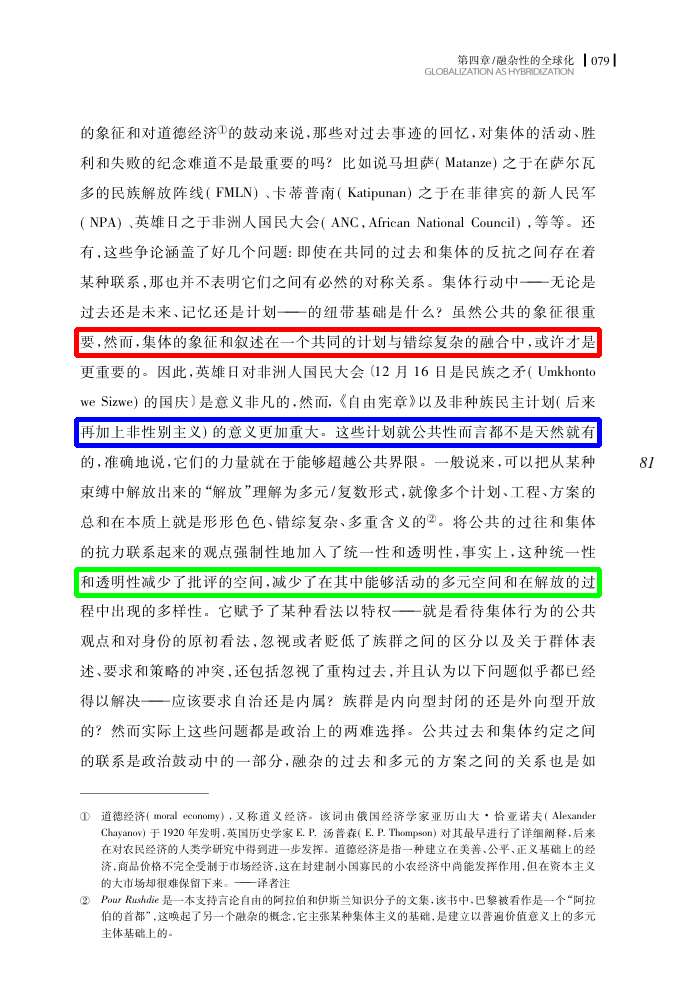 第四章/融杂性的全球化 079
GLOBALIZATION AS HYBRIDIZATION
的象征和对道德经济①的鼓动来说,那些对过去事迹的回忆,对集体的活动、胜
利和失败的纪念难道不是最重要的吗? 比如说马坦萨( Matanze) 之于在萨尔瓦
多的民族解放阵线( FMLN) 、卡蒂普南( Katipunan) 之于在菲律宾的新人民军
( NPA) 、英雄日之于非洲人国民大会( ANC, African National Council) ,等等。还
有,这些争论涵盖了好几个问题: 即使在共同的过去和集体的反抗之间存在着
某种联系,那也并不表明它们之间有必然的对称关系。集体行动中——无论是
过去还是未来、记忆还是计划——的纽带基础是什么? 虽然公共的象征很重
要,然而,集体的象征和叙述在一个共同的计划与错综复杂的融合中,或许才是
更重要的。因此,英雄日对非洲人国民大会〔12 月 16 日是民族之矛( Umkhonto
we Sizwe) 的国庆〕是意义非凡的,然而,《自由宪章》以及非种族民主计划( 后来
再加上非性别主义) 的意义更加重大。这些计划就公共性而言都不是天然就有
的,准确地说,它们的力量就在于能够超越公共界限。一般说来,可以把从某种
束缚中解放出来的“解放”理解为多元/复数形式,就像多个计划、工程、方案的
总和在本质上就是形形色色、错综复杂、多重含义的②。将公共的过往和集体
的抗力联系起来的观点强制性地加入了统一性和透明性,事实上,这种统一性
和透明性减少了批评的空间,减少了在其中能够活动的多元空间和在解放的过
程中出现的多样性。它赋予了某种看法以特权——就是看待集体行为的公共
观点和对身份的原初看法,忽视或者贬低了族群之间的区分以及关于群体表
述、要求和策略的冲突,还包括忽视了重构过去,并且认为以下问题似乎都已经
得以解决——应该要求自治还是内属? 族群是内向型封闭的还是外向型开放
的? 然而实际上这些问题都是政治上的两难选择。公共过去和集体约定之间
的联系是政治鼓动中的一部分,融杂的过去和多元的方案之间的关系也是如
81
① 道德经济( moral economy) ,又称道义经济。该词由俄国经济学家亚历山大·恰亚诺夫( Alexander
Chayanov) 于 1920 年发明,英国历史学家 E. P. 汤普森( E. P. Thompson) 对其最早进行了详细阐释,后来
在对农民经济的人类学研究中得到进一步发挥。道德经济是指一种建立在美善、公平、正义基础上的经
济,商品价格不完全受制于市场经济,这在封建制小国寡民的小农经济中尚能发挥作用,但在资本主义
的大市场却很难保留下来。——译者注
② Pour Rushdie 是一本支持言论自由的阿拉伯和伊斯兰知识分子的文集,该书中,巴黎被看作是一个“阿拉
伯的首都”,这唤起了另一个融杂的概念,它主张某种集体主义的基础,是建立以普遍价值意义上的多元
主体基础上的。